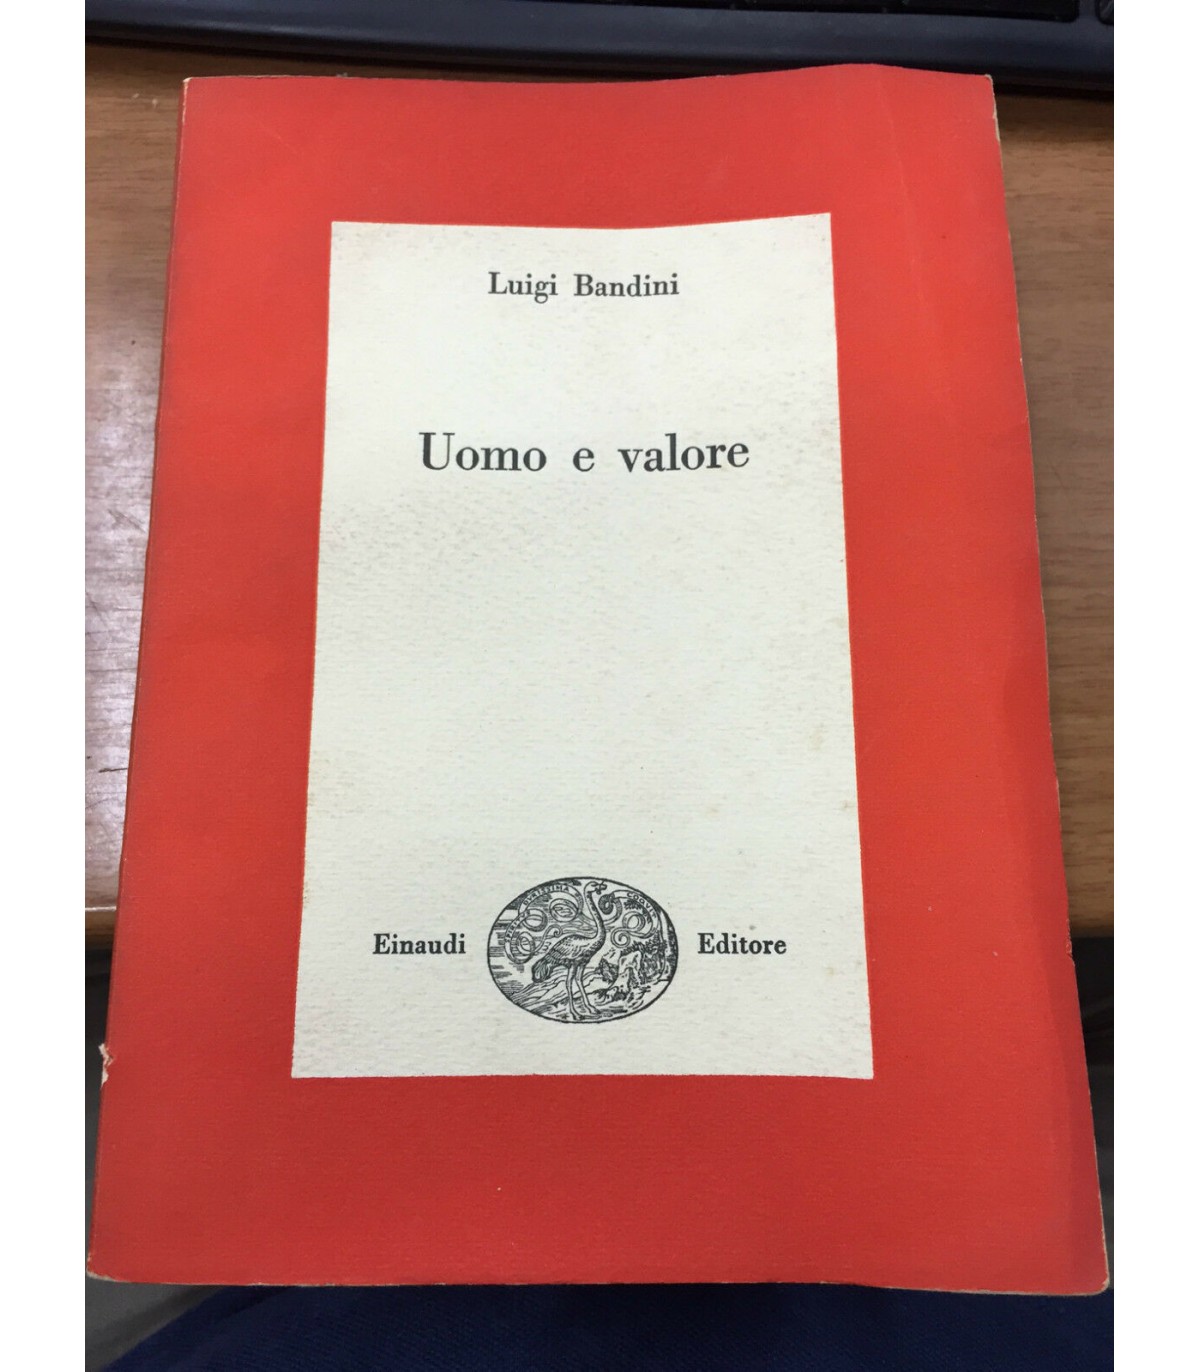 Luigi Bandini
Uomo e valore
Einaudi Editore